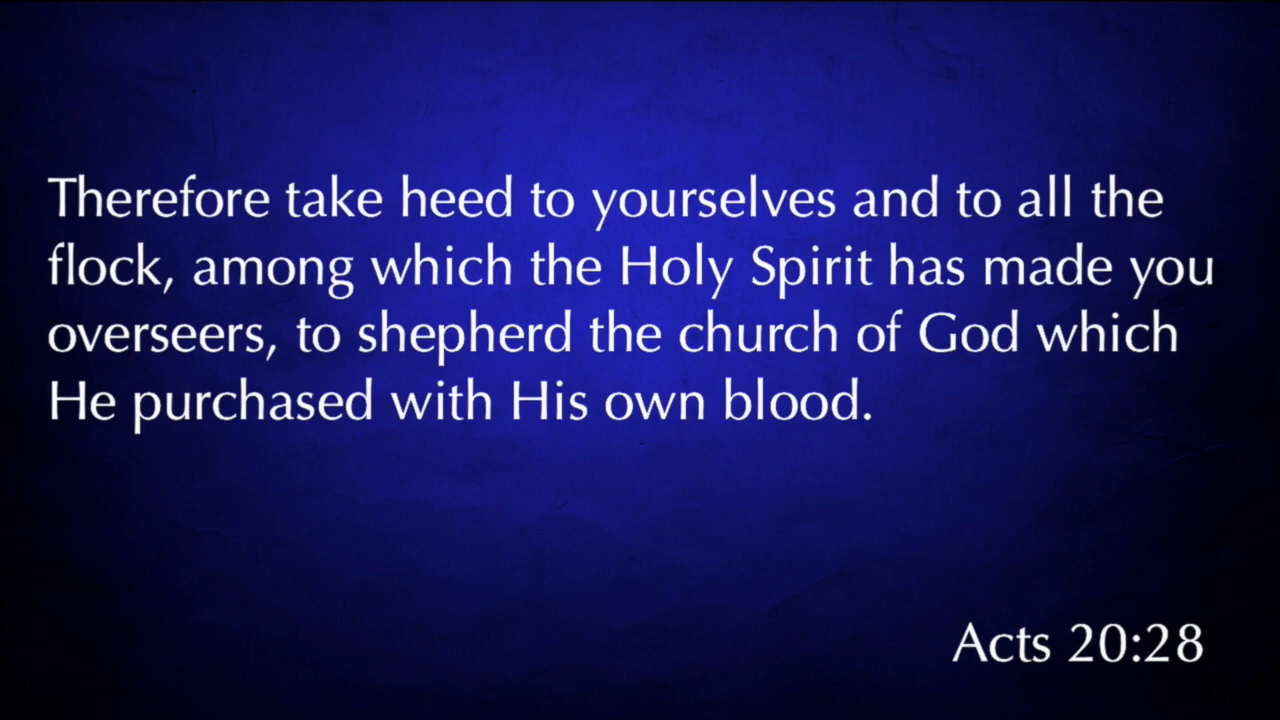 Therefore take heed to yourselves and to all the
flock, among which the Holy Spirit has made you
overseers, to shepherd the church of God which
He purchased with His own blood.
Acts 20:28